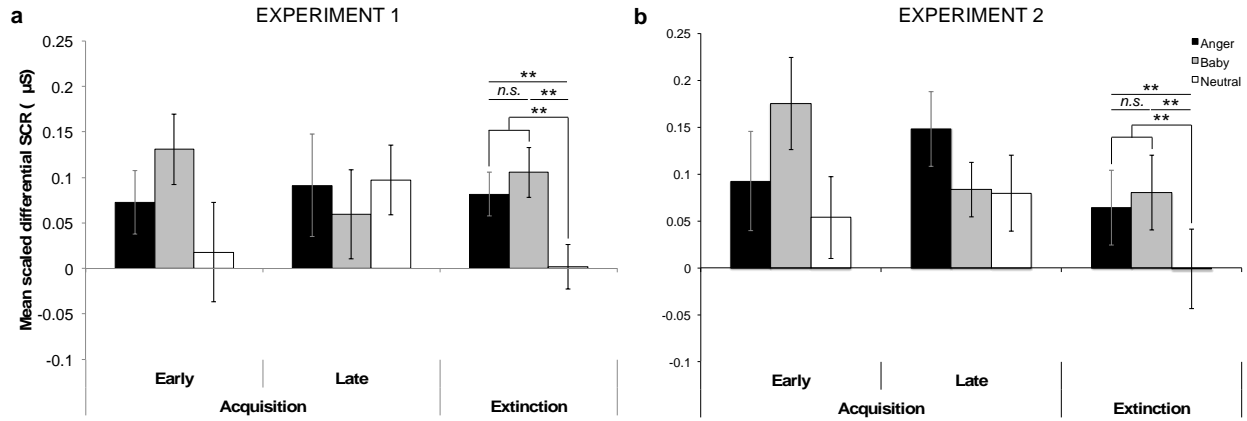 a
EXPERIMENT 1
Mean scaled differential SCR ( µS)
0.25
0.2
0.15
0.1
0.05
0
-0.05
-0.1
**
n.s. **
**
Early
Late
Acquisition
Extinction
b
EXPERIMENT 2
0.25
0.2
0.15
0.1
0.05
0
-0.05
-0.1
Anger
Baby
Neutral
**
n.s. **
**
Early
Late
Acquisition
Extinction